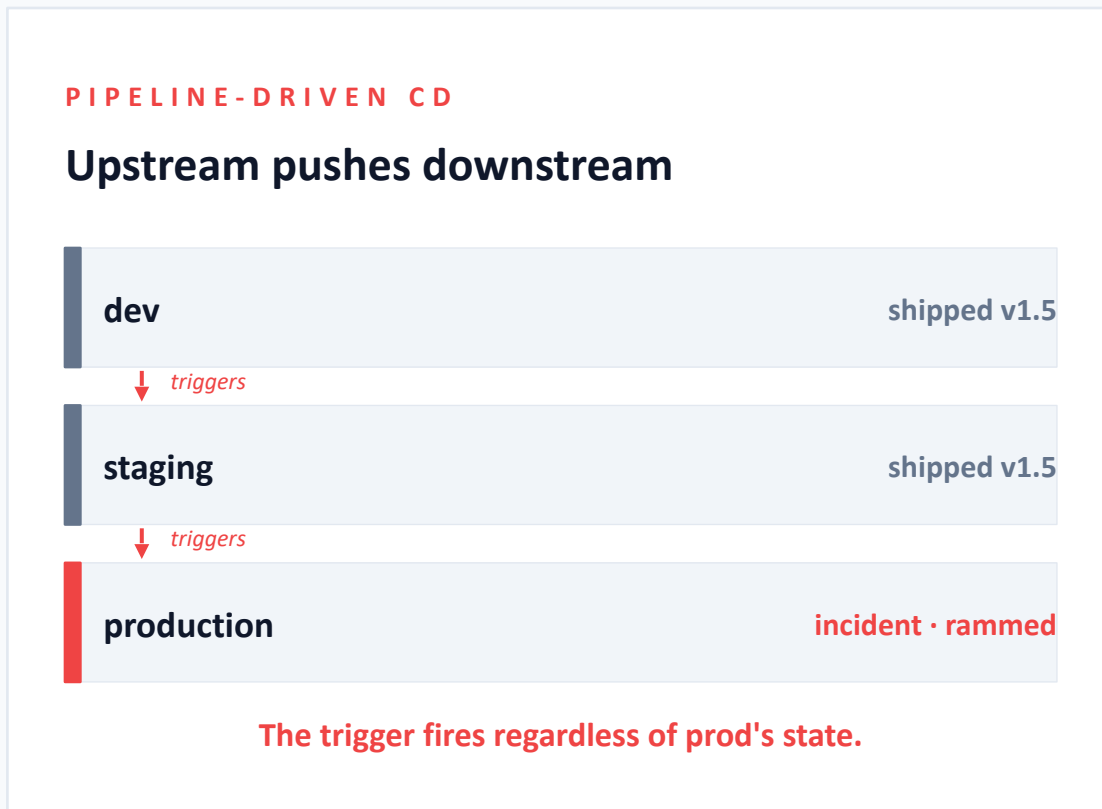 PIPELINE-DRIVEN CD
Upstream pushes downstream
dev shipped v1.5
triggers
staging shipped v1.5
triggers
production incident · rammed
The trigger fires regardless of prod's state.